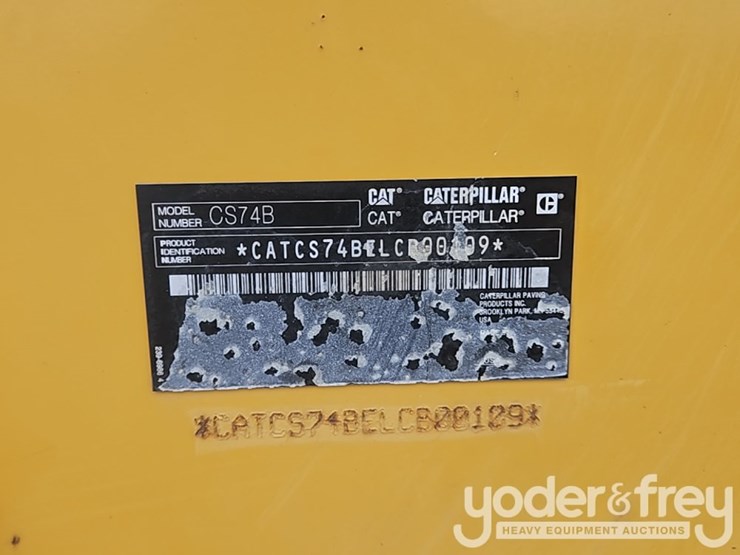 CAT® CATERPILLAR® C
MODEL NUMBER CS74B
CAT® CATERPILLAR®
PRODUCT IDENTIFICATION NUMBER *CATCS74BELCB00109*
CATERPILLAR PAVING
PRODUCTS INC.
BROOKLYN PARK,
USA
*CATCS74BELCB00109*
yoder&frey
HEAVY EQUIPMENT AUCTIONS